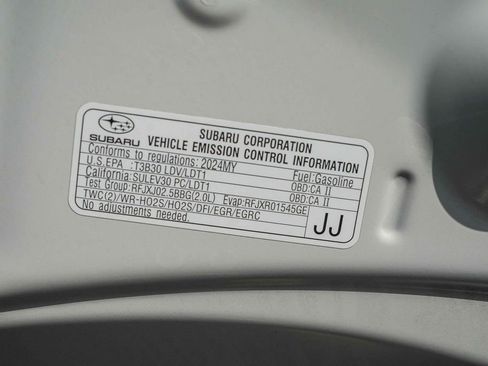 SUBARU CORPORATION
SUBARU VEHICLE EMISSION CONTROL INFORMATION
Conforms to regulations: 2024MY Fuel:Gasoline
U.S.EPA :T3B30 LDV/LDT1 OBD:CA II
California:SULEV30 PC/LDT1 OBD:CA II
Test Group:RFJXJ02.5BBG(2.0L) Evap:RFJXR01545GE
TWC(2)/WR-HO2S/HO2S/DFI/EGR/EGRC
No adjustments needed.
JJ